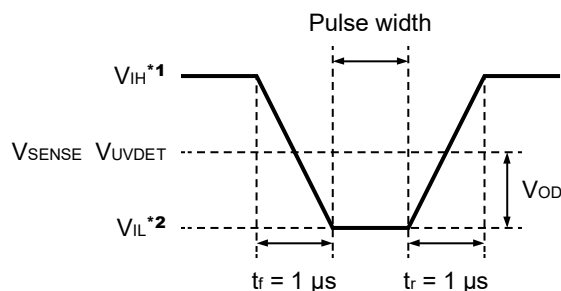 Pulse width
VIH*1
VSENSE VUVDET
VOD
VIL*2
tf = 1 µs tr = 1 µs